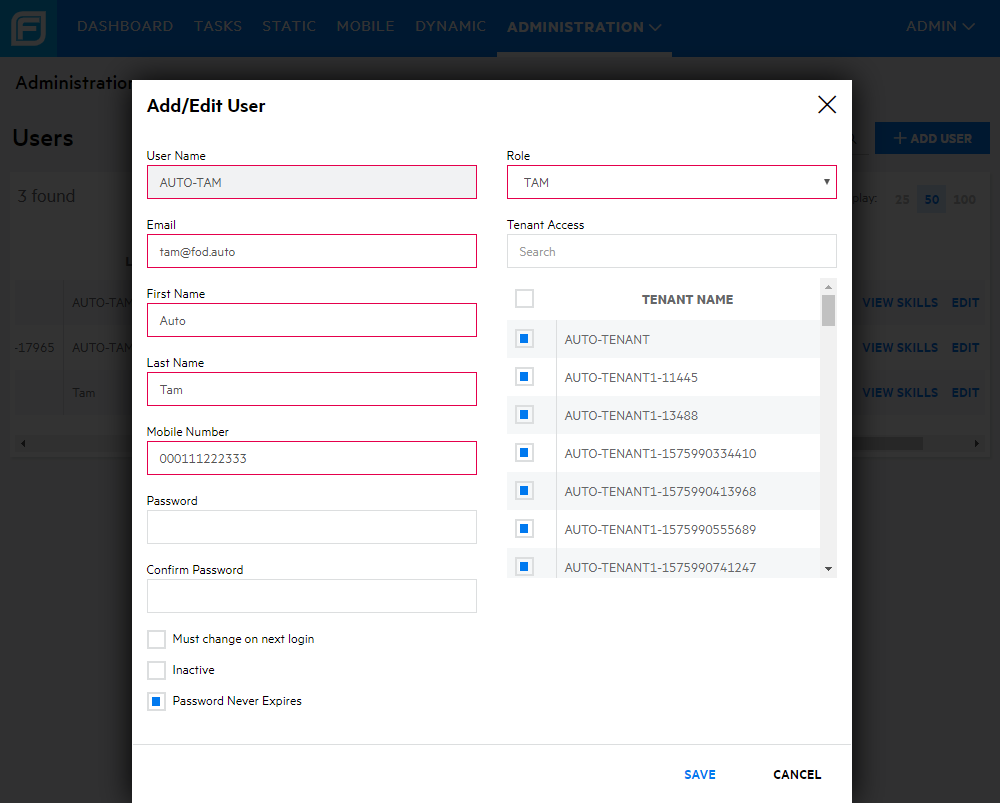 DASHBOARD TASKS STATIC MOBILE DYNAMIC ADMINISTRATION ADMIN
Administration
Users
+ ADD USER
3 found
25 50 100
AUTO-TAM
VIEW SKILLS EDIT
-17965 AUTO-TAM
VIEW SKILLS EDIT
Tam
VIEW SKILLS EDIT
Add/Edit User
User Name
AUTO-TAM
Email
tam@fod.auto
First Name
Auto
Last Name
Tam
Mobile Number
000111222333
Password
Confirm Password
Must change on next login
Inactive
Password Never Expires
Role
TAM
Tenant Access
Search
TENANT NAME
AUTO-TENANT
AUTO-TENANT1-11445
AUTO-TENANT1-13488
AUTO-TENANT1-1575990334410
AUTO-TENANT1-1575990413968
AUTO-TENANT1-1575990555689
AUTO-TENANT1-1575990741247
SAVE CANCEL